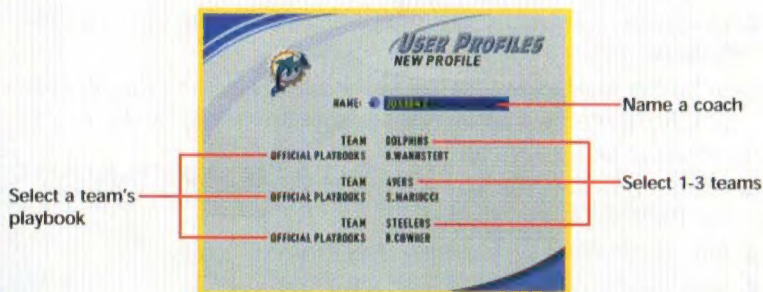 USER PROFILES
NEW PROFILE
NAME:
Name a coach
TEAM DOLPHINS
OFFICIAL PLAYBOOKS D.WANNSTEDT
Select a team's
playbook
TEAM 49ERS
OFFICIAL PLAYBOOKS S.MARIUCCI
Select 1-3 teams
TEAM STEELERS
OFFICIAL PLAYBOOKS B.COWHER